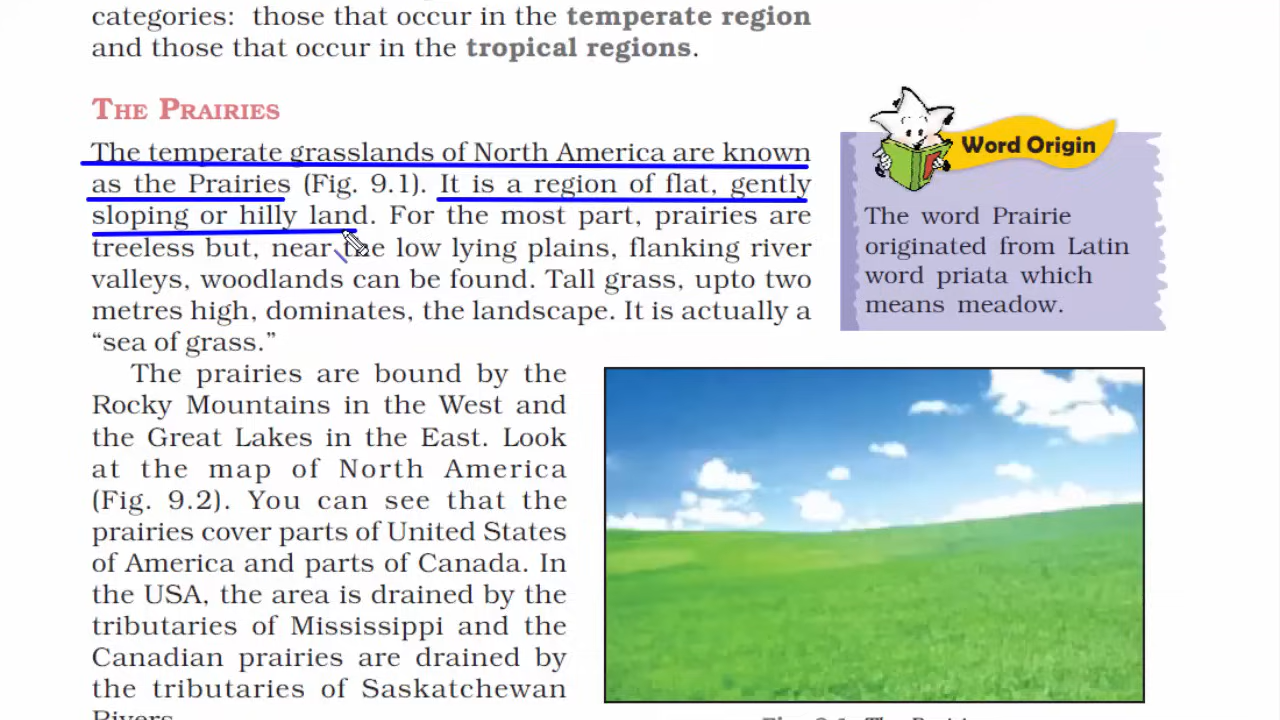 categories: those that occur in the temperate region
and those that occur in the tropical regions.
THE PRAIRIES
The temperate grasslands of North America are known
as the Prairies (Fig. 9.1). It is a region of flat, gently
sloping or hilly land. For the most part, prairies are
treeless but, near the low lying plains, flanking river
valleys, woodlands can be found. Tall grass, upto two
metres high, dominates, the landscape. It is actually a
“sea of grass.”
The prairies are bound by the
Rocky Mountains in the West and
the Great Lakes in the East. Look
at the map of North America
(Fig. 9.2). You can see that the
prairies cover parts of United States
of America and parts of Canada. In
the USA, the area is drained by the
tributaries of Mississippi and the
Canadian prairies are drained by
the tributaries of Saskatchewan
Rivers.
Word Origin
The word Prairie
originated from Latin
word priata which
means meadow.